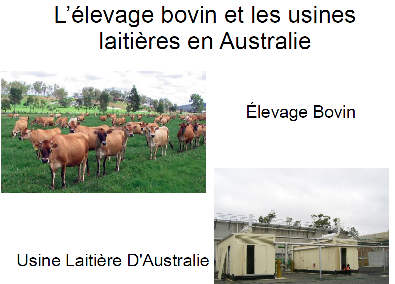 L'élevage bovin et les usines
laitières en Australie
Élevage Bovin
Usine Laitière D'Australie